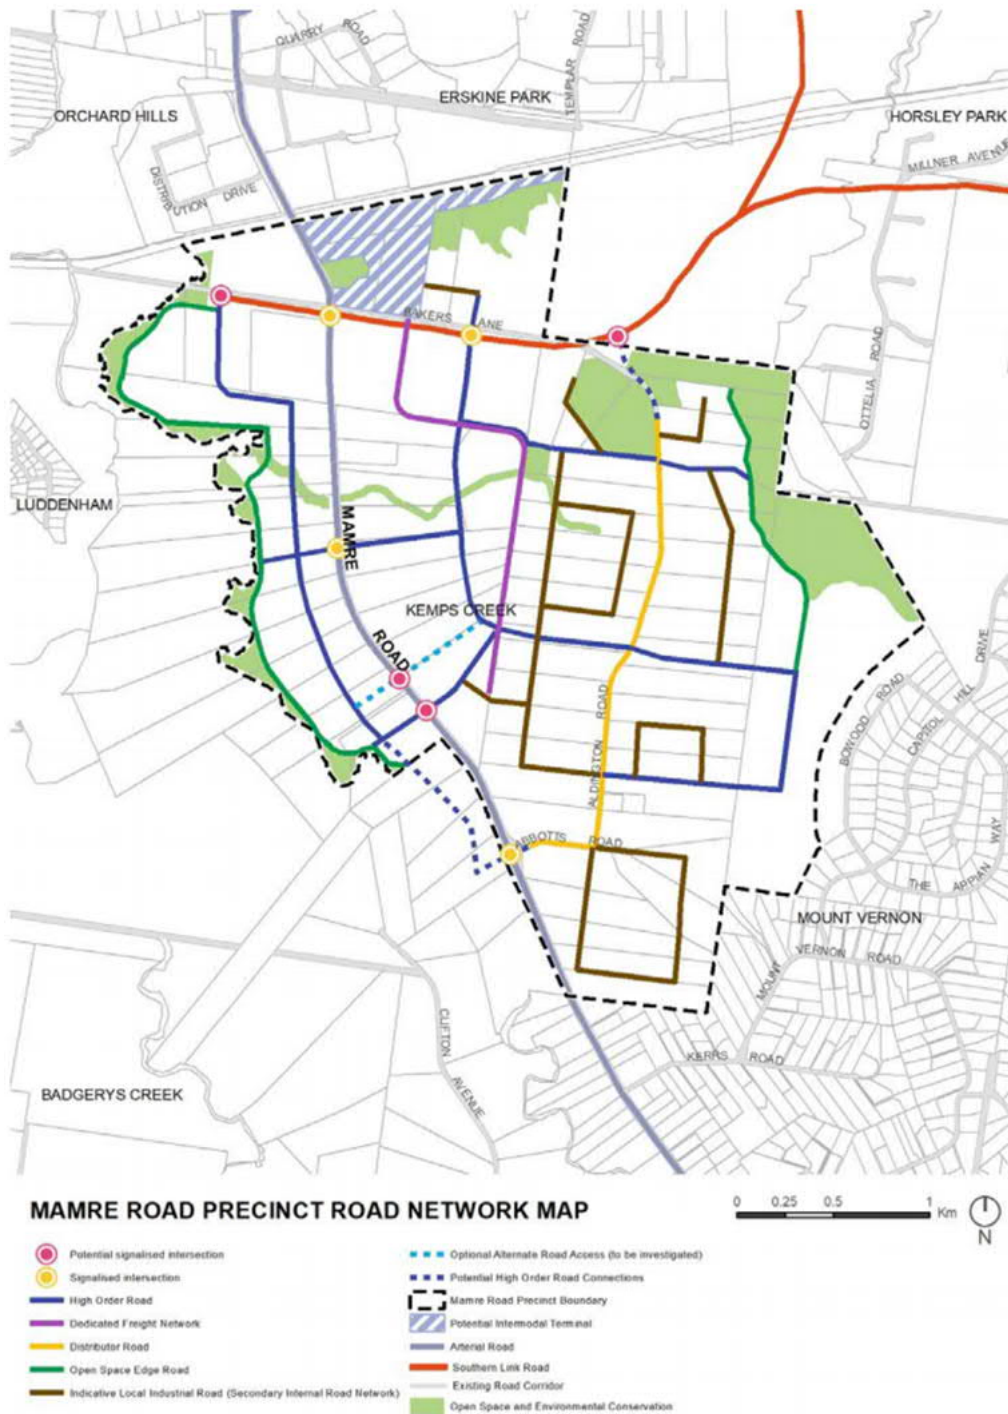 QUARRY ROAD
TEMPLAR ROAD
ERSKINE PARK
ORCHARD HILLS
HORSLEY PARK
MILLNER AVENUE
DISTRIBUTION DRIVE
BAKERS LANE
OTTELIA ROAD
LUDDENHAM
MAMRE
ROAD
KEMPS CREEK
ALDINGTON ROAD
BOWOOD ROAD
CAPITOL HILL DRIVE
ABBOTTS ROAD
THE APPIAN WAY
MOUNT VERNON
MOUNT VERNON ROAD
CLIFTON AVENUE
KERRS ROAD
BADGERYS CREEK
MAMRE ROAD PRECINCT ROAD NETWORK MAP
0 0.25 0.5 1 Km
N
Potential signalised intersection
Signalised intersection
High Order Road
Dedicated Freight Network
Distributor Road
Open Space Edge Road
Indicative Local Industrial Road (Secondary Internal Road Network)
Optional Alternate Road Access (to be investigated)
Potential High Order Road Connections
Mamre Road Precinct Boundary
Potential Intermodal Terminal
Arterial Road
Southern Link Road
Existing Road Corridor
Open Space and Environmental Conservation